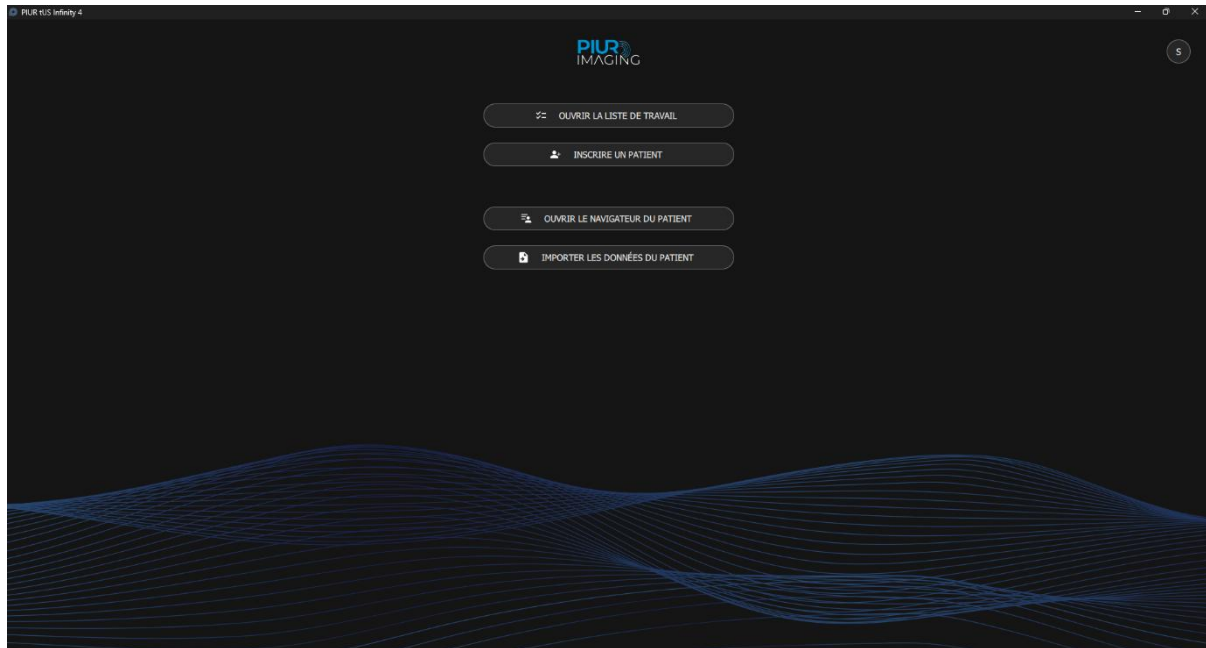 PIUR tUS Infinity 4
PIUR
IMAGING
S
OUVRIR LA LISTE DE TRAVAIL
INSCRIRE UN PATIENT
OUVRIR LE NAVIGATEUR DU PATIENT
IMPORTER LES DONNÉES DU PATIENT